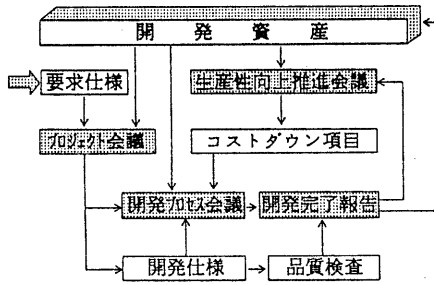 開発資産
要求仕様
生産性向上推進会議
プロジェクト会議
コストダウン項目
開発プロセス会議
開発完了報告
開発仕様
品質検査